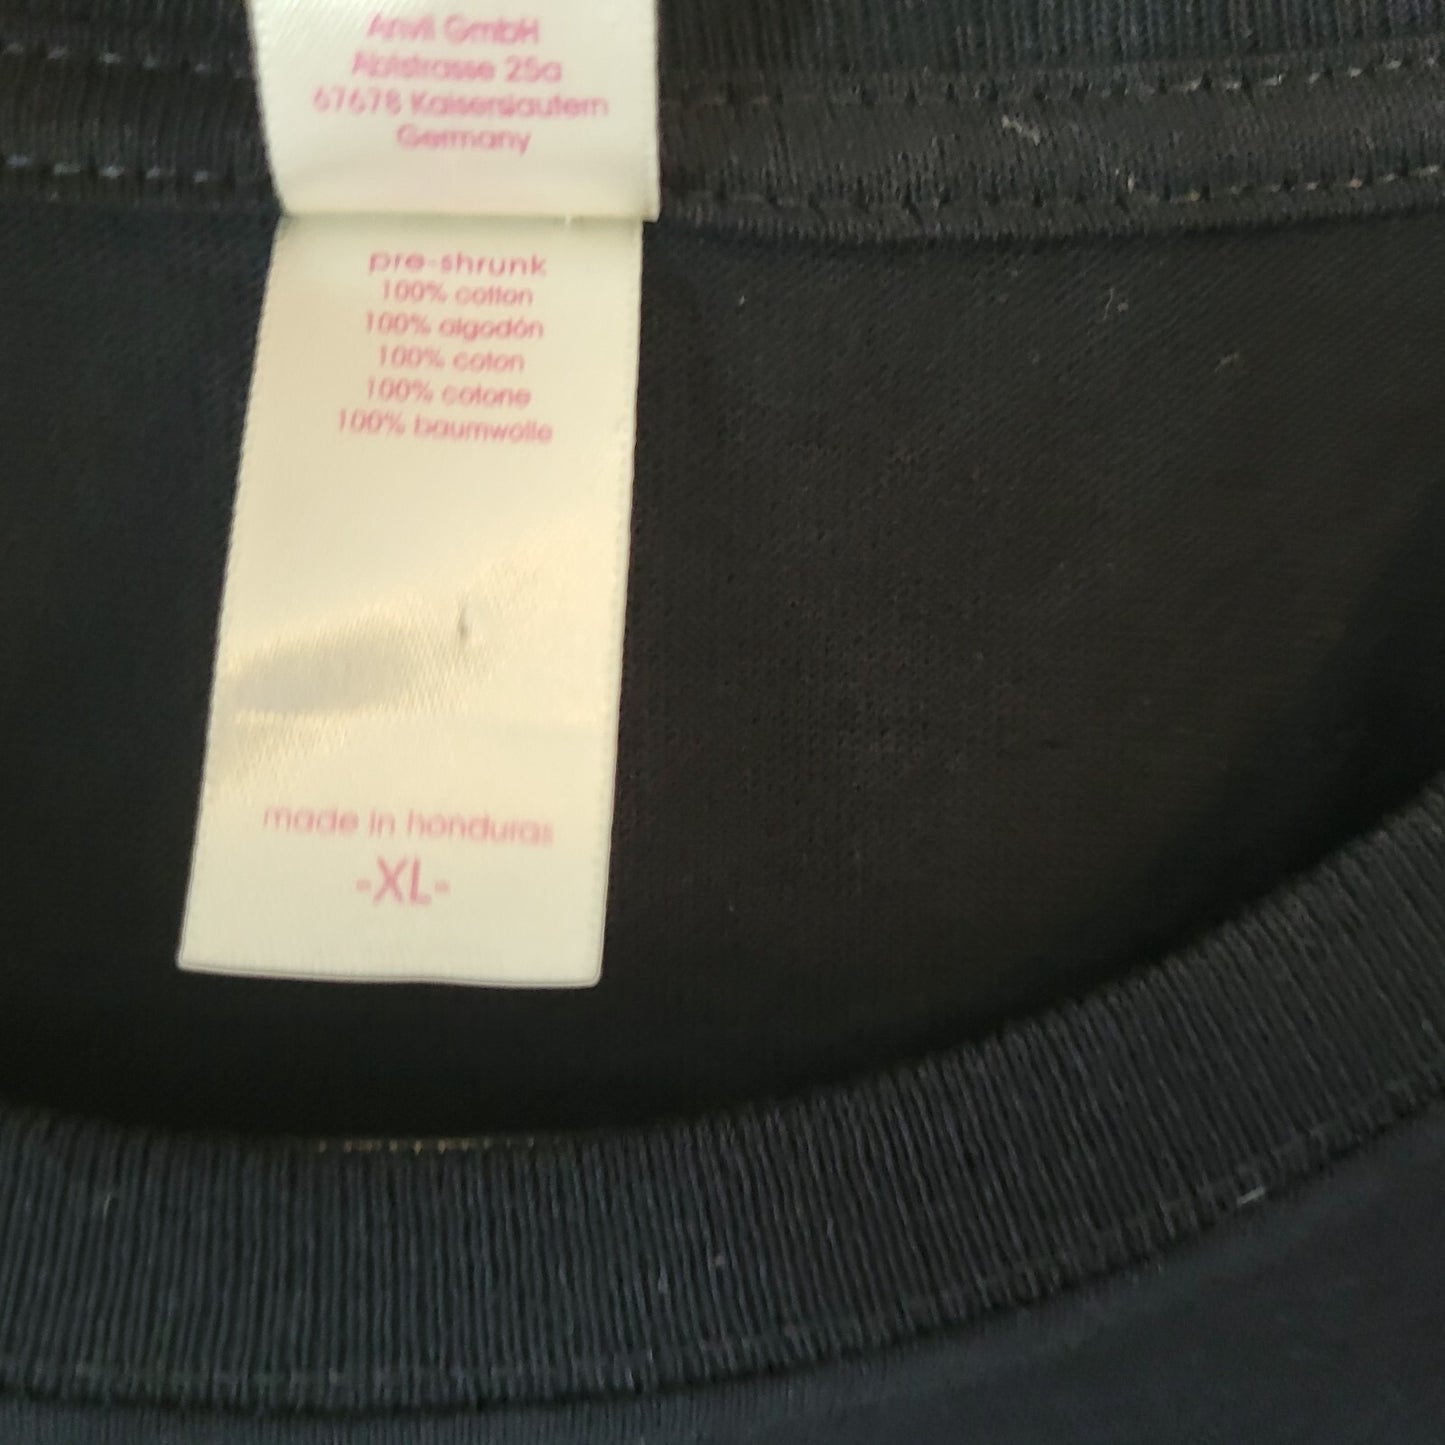 Anvil GmbH
Abtstrasse 25a
67678 Kaiserslautern
Germany
pre-shrunk
100% cotton
100% algodón
100% coton
100% cotone
100% baumwolle
made in honduras
-XL-